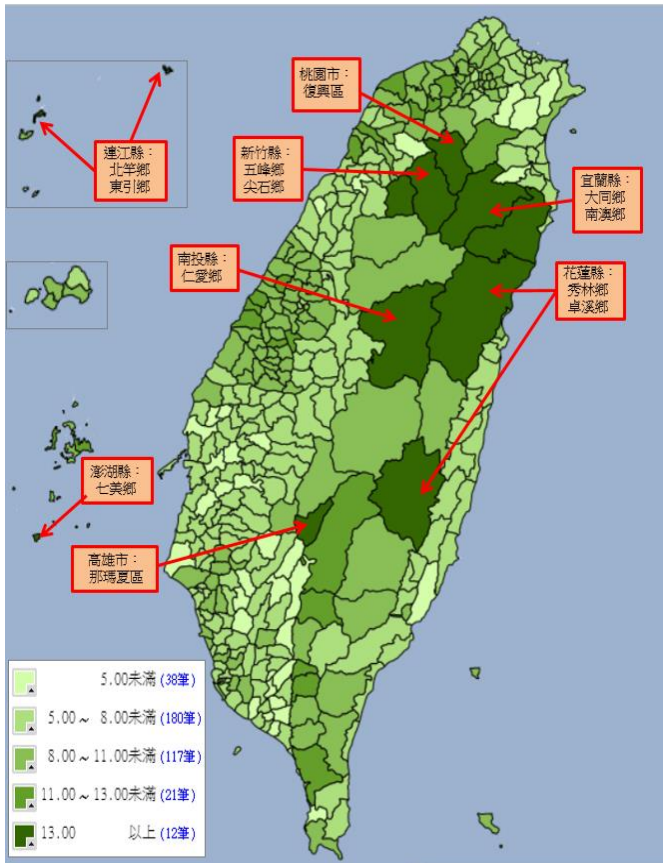 桃園市：
復興區
連江縣：
北竿鄉
東引鄉
新竹縣：
五峰鄉
尖石鄉
宜蘭縣：
大同鄉
南澳鄉
南投縣：
仁愛鄉
花蓮縣：
秀林鄉
卓溪鄉
澎湖縣：
七美鄉
高雄市：
那瑪夏區
5.00未滿 (38筆)
5.00 ~ 8.00未滿 (180筆)
8.00 ~ 11.00未滿 (117筆)
11.00 ~ 13.00未滿 (21筆)
13.00 以上 (12筆)